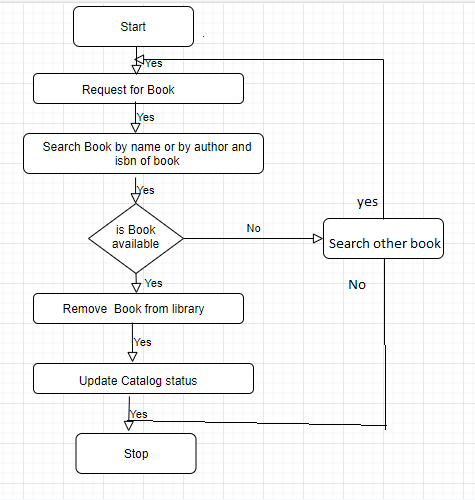 Start
Yes
Request for Book
Yes
Search Book by name or by author and
isbn of book
Yes
is Book
available
No
yes
Search other book
No
Yes
Remove Book from library
Yes
Update Catalog status
Yes
Stop